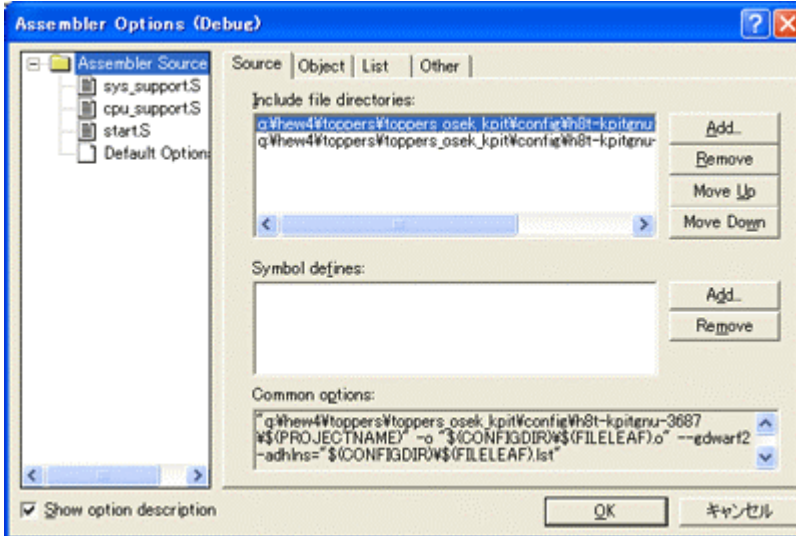 Assembler Options (Debug)
Assembler Source
sys_support.S
cpu_support.S
start.S
Default Option
Source
Object
List
Other
Include file directories:
q:¥hew4¥toppers¥toppers_osek_kpit¥config¥h8t-kpitgnu
q:¥hew4¥toppers¥toppers_osek_kpit¥config¥h8t-kpitgnu-
Add...
Remove
Move Up
Move Down
Symbol defines:
Add...
Remove
Common options:
"q:¥hew4¥toppers¥toppers_osek_kpit¥config¥h8t-kpitgnu-3687
¥$(PROJECTNAME)" -o "$(CONFIGDIR)¥$(FILELEAF).o" --gdwarf2
-adhlns="$(CONFIGDIR)¥$(FILELEAF).lst"
Show option description
OK
キャンセル